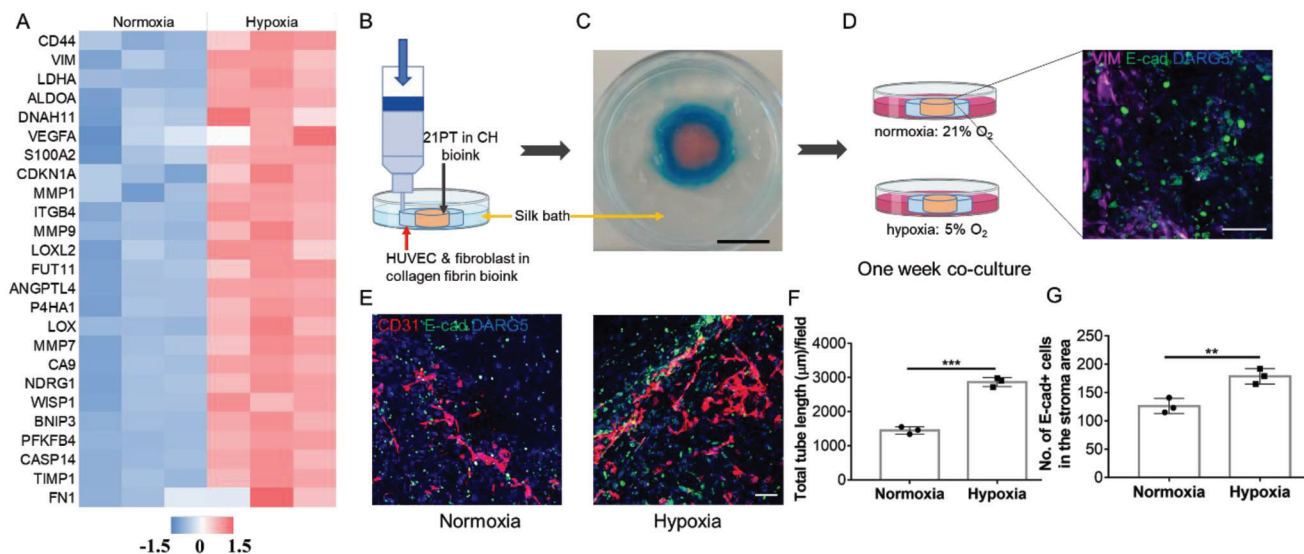 A
Normoxia
Hypoxia
CD44
VIM
LDHA
ALDOA
DNAH11
VEGFA
S100A2
CDKN1A
MMP1
ITGB4
MMP9
LOXL2
FUT11
ANGPTL4
P4HA1
LOX
MMP7
CA9
NDRG1
WISP1
BNIP3
PFKFB4
CASP14
TIMP1
FN1
-1.5 0 1.5
B
21PT in CH
bioink
Silk bath
HUVEC & fibroblast in
collagen fibrin bioink
C
D
normoxia: 21% O₂
hypoxia: 5% O₂
One week co-culture
VIM E-cad DARG5
E
CD31 E-cad DARG5
Normoxia
Hypoxia
F
Total tube length (μm)/field
4000
3000
2000
1000
0
***
Normoxia
Hypoxia
G
No. of E-cad+ cells
in the stroma area
250
200
150
100
50
0
**
Normoxia
Hypoxia